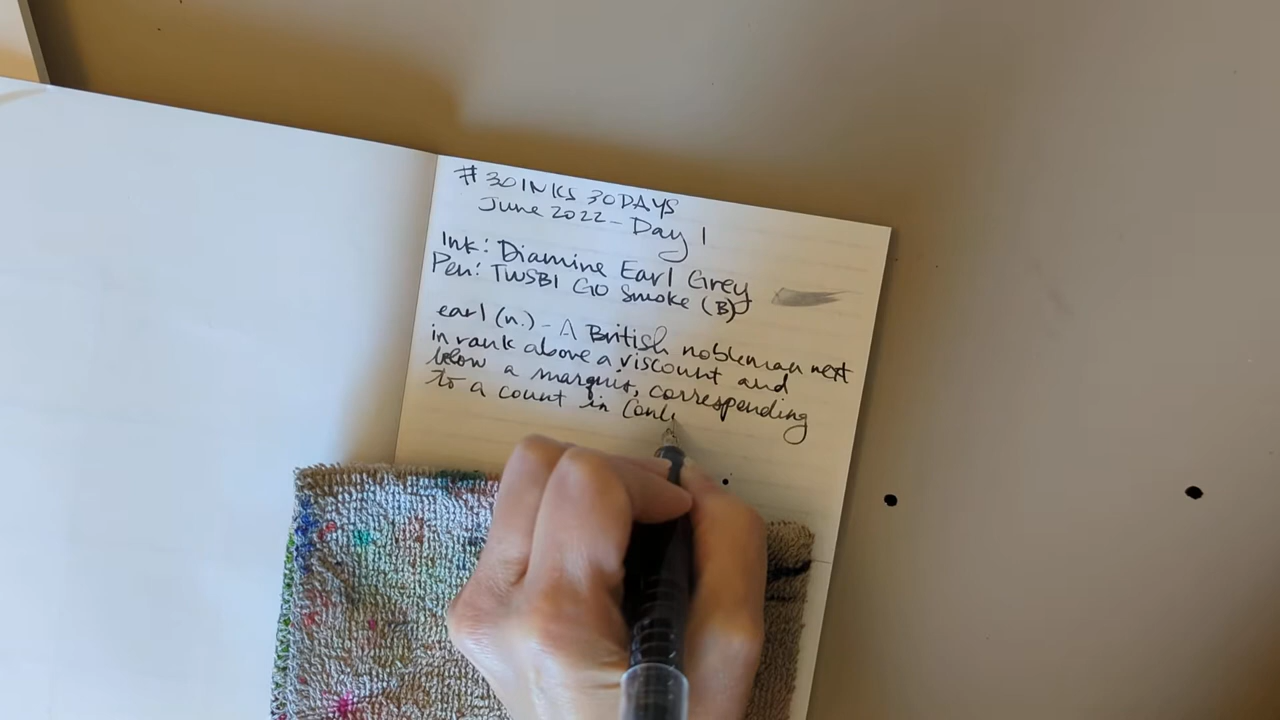 #30INKS30DAYS
June 2022 - Day 1
Ink: Diamine Earl Grey
Pen: TWSBI GO Smoke (B)
earl (n.) - A British nobleman next
in rank above a viscount and
below a marquis, corresponding
to a count in Conti